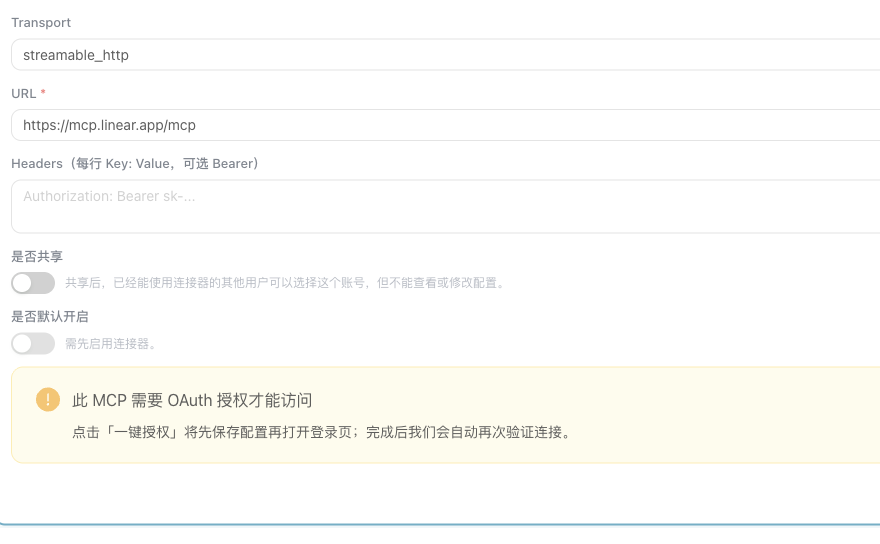 Transport
streamable_http
URL *
https://mcp.linear.app/mcp
Headers（每行 Key: Value，可选 Bearer）
Authorization: Bearer sk-...
是否共享
共享后，已经能使用连接器的其他用户可以选择这个账号，但不能查看或修改配置。
是否默认开启
需先启用连接器。
!
此 MCP 需要 OAuth 授权才能访问
点击「一键授权」将先保存配置再打开登录页；完成后我们会自动再次验证连接。